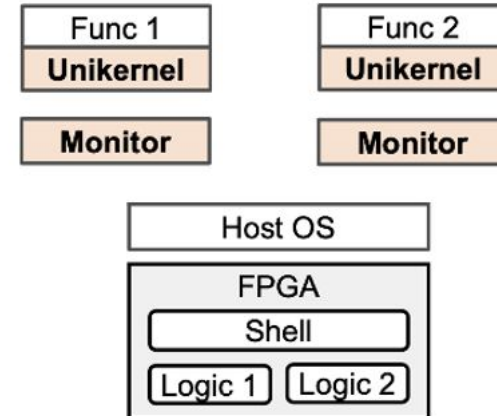 Func 1
Func 2
Unikernel
Unikernel
Monitor
Monitor
Host OS
FPGA
Shell
Logic 1
Logic 2